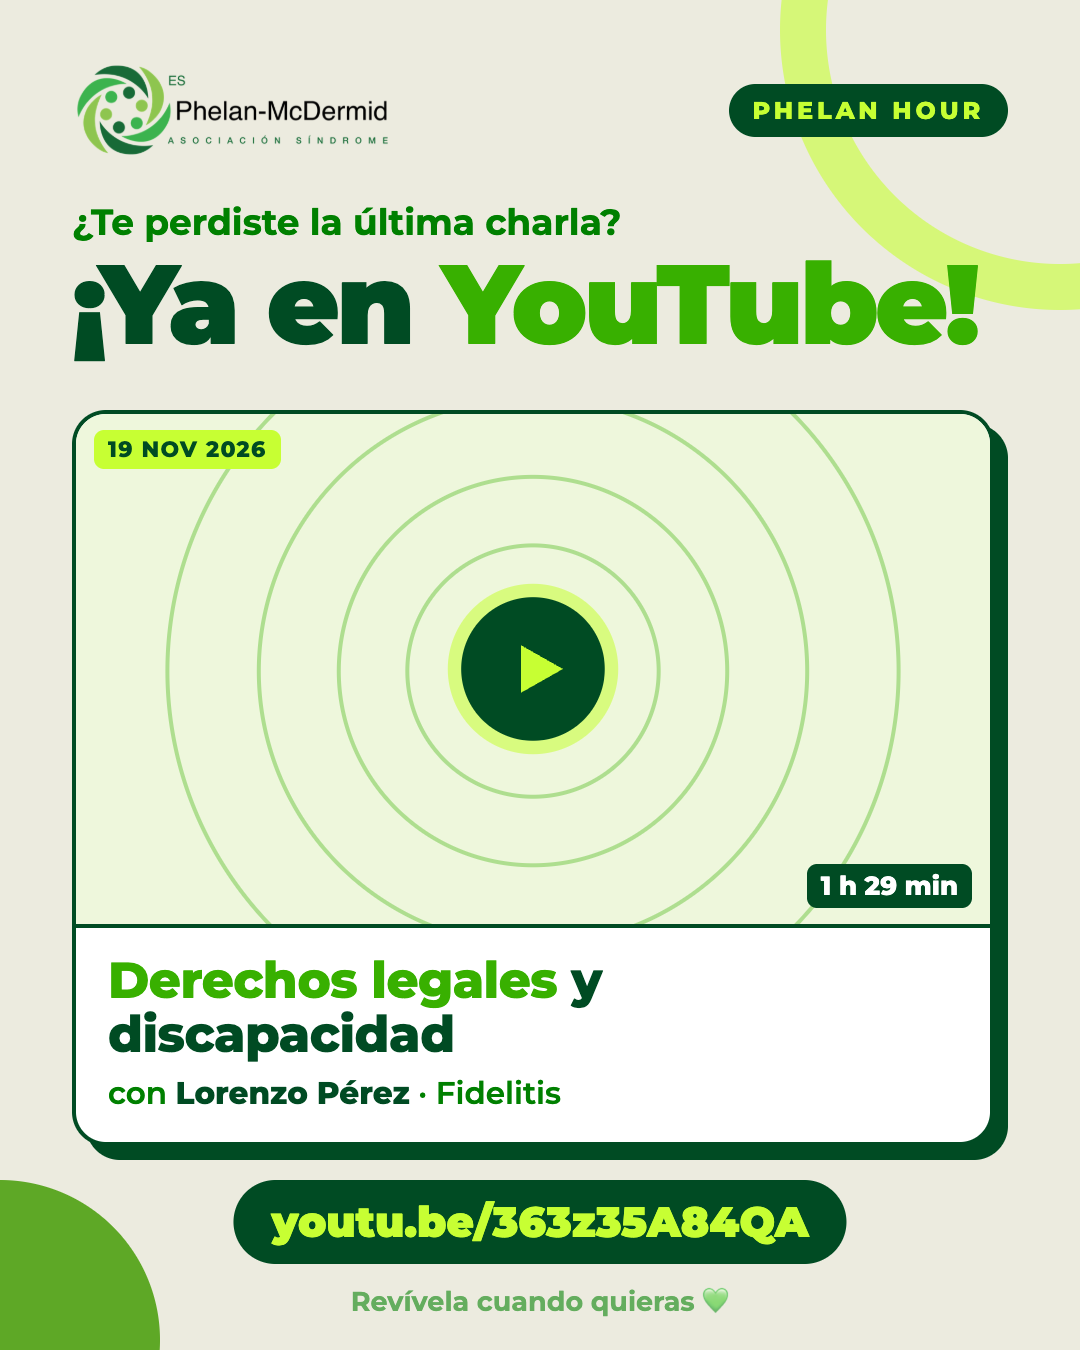 ES
Phelan-McDermid
ASOCIACIÓN SÍNDROME
PHELAN HOUR
¿Te perdiste la última charla?
¡Ya en YouTube!
19 NOV 2026
1 h 29 min
Derechos legales y
discapacidad
con Lorenzo Pérez · Fidelitis
youtu.be/363z35A84QA
Revívela cuando quieras 💚